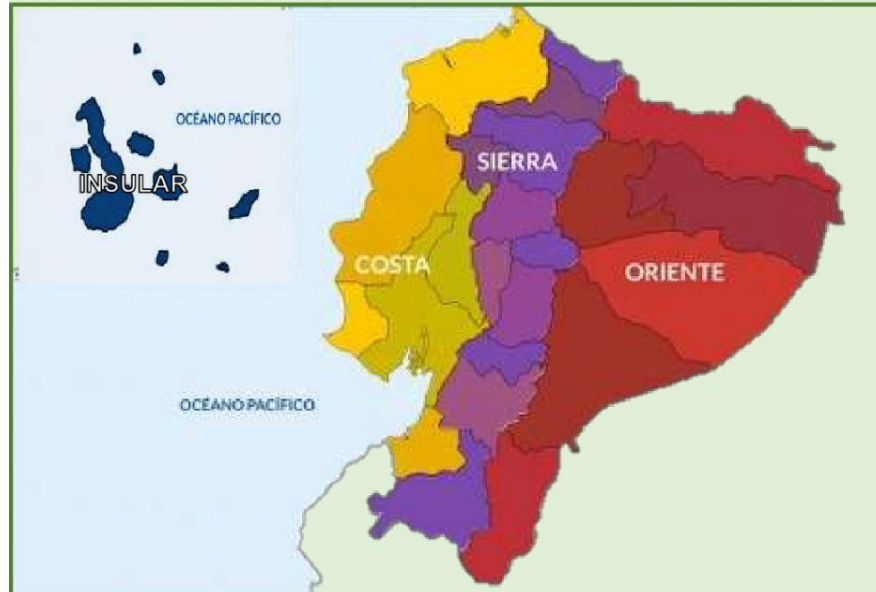 OCÉANO PACÍFICO
SIERRA
INSULAR
COSTA
ORIENTE
OCÉANO PACÍFICO